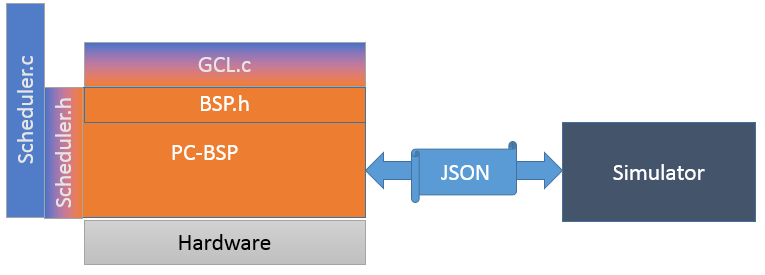 Scheduler.c
Scheduler.h
GCL.c
BSP.h
PC-BSP
JSON
Simulator
Hardware